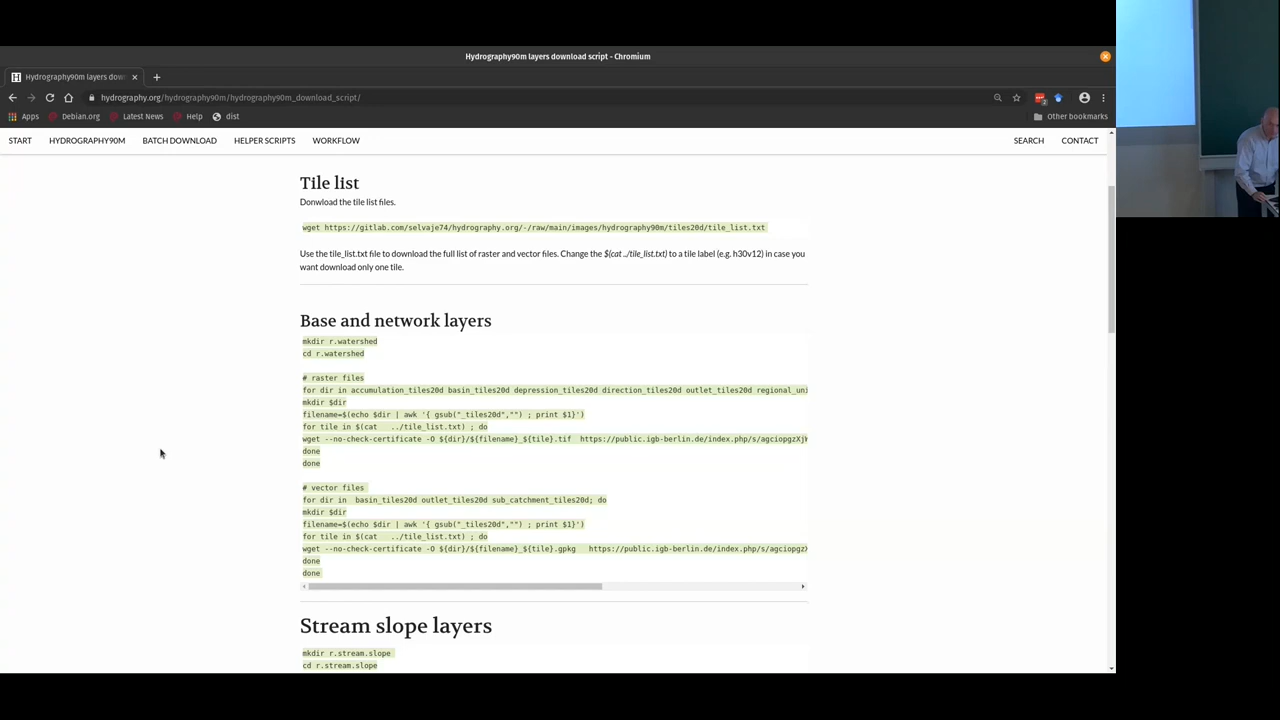 Hydrography90m layers download script - Chromium
Hydrography90m layers dow
hydrography.org/hydrography90m/hydrography90m_download_script/
Apps Debian.org Latest News Help dist Other bookmarks
START HYDROGRAPHY90M BATCH DOWNLOAD HELPER SCRIPTS WORKFLOW SEARCH CONTACT
Tile list
Donwload the tile list files.
wget https://gitlab.com/selvaje74/hydrography.org/-/raw/main/images/hydrography90m/tiles20d/tile_list.txt
Use the tile_list.txt file to download the full list of raster and vector files. Change the $(cat ../tile_list.txt) to a tile label (e.g. h30v12) in case you
want download only one tile.
Base and network layers
mkdir r.watershed
cd r.watershed
# raster files
for dir in accumulation_tiles20d basin_tiles20d depression_tiles20d direction_tiles20d outlet_tiles20d regional_uni
mkdir $dir
filename=$(echo $dir | awk '{ gsub("_tiles20d","") ; print $1}')
for tile in $(cat   ../tile_list.txt) ; do
wget --no-check-certificate -O ${dir}/${filename}_${tile}.tif  https://public.igb-berlin.de/index.php/s/agciopgzXj
done
done
# vector files
for dir in  basin_tiles20d outlet_tiles20d sub_catchment_tiles20d; do
mkdir $dir
filename=$(echo $dir | awk '{ gsub("_tiles20d","") ; print $1}')
for tile in $(cat   ../tile_list.txt) ; do
wget --no-check-certificate -O ${dir}/${filename}_${tile}.gpkg   https://public.igb-berlin.de/index.php/s/agciopgz
done
done
Stream slope layers
mkdir r.stream.slope
cd r.stream.slope